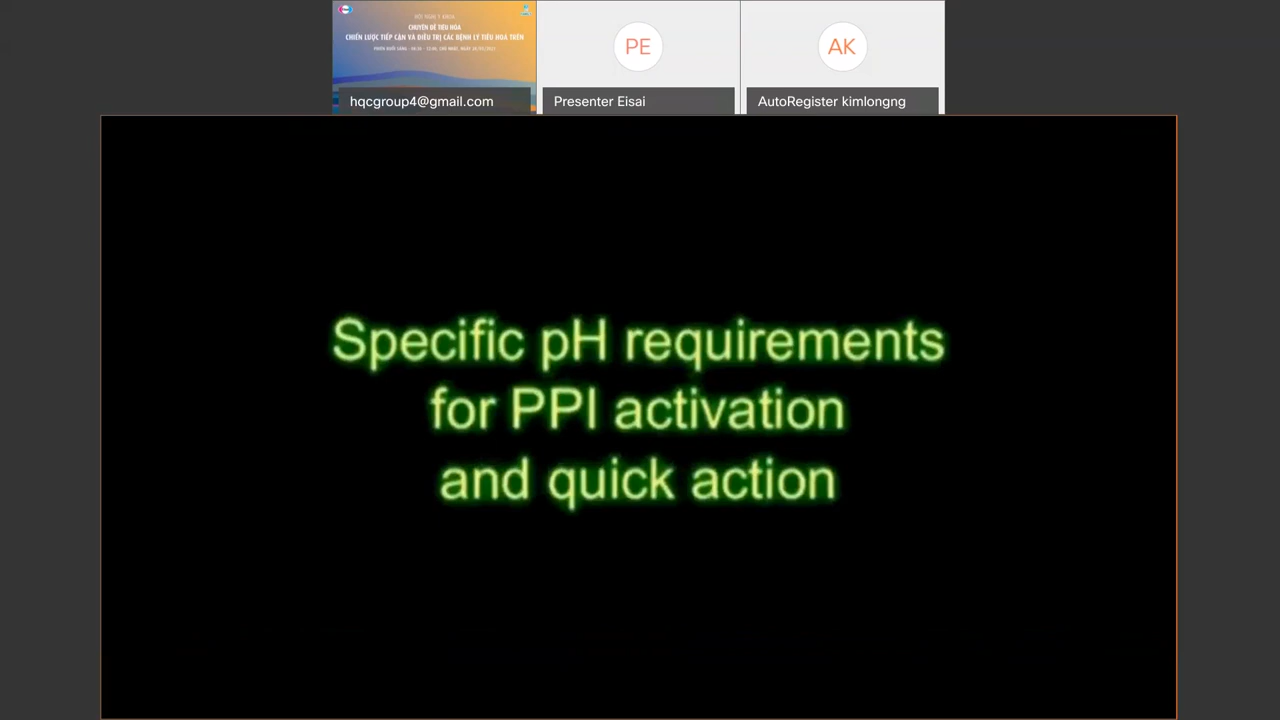 HỘI NGHỊ 1 KHOA
CHUYÊN ĐỀ TIÊU HÓA
CHIẾN LƯỢC TIẾP CẬN VÀ ĐIỀU TRỊ CÁC BỆNH LÝ TIÊU HÓA TRÊN
hqcgroup4@gmail.com
PE
Presenter Eisai
AK
AutoRegister kimlongng
Specific pH requirements
for PPI activation
and quick action